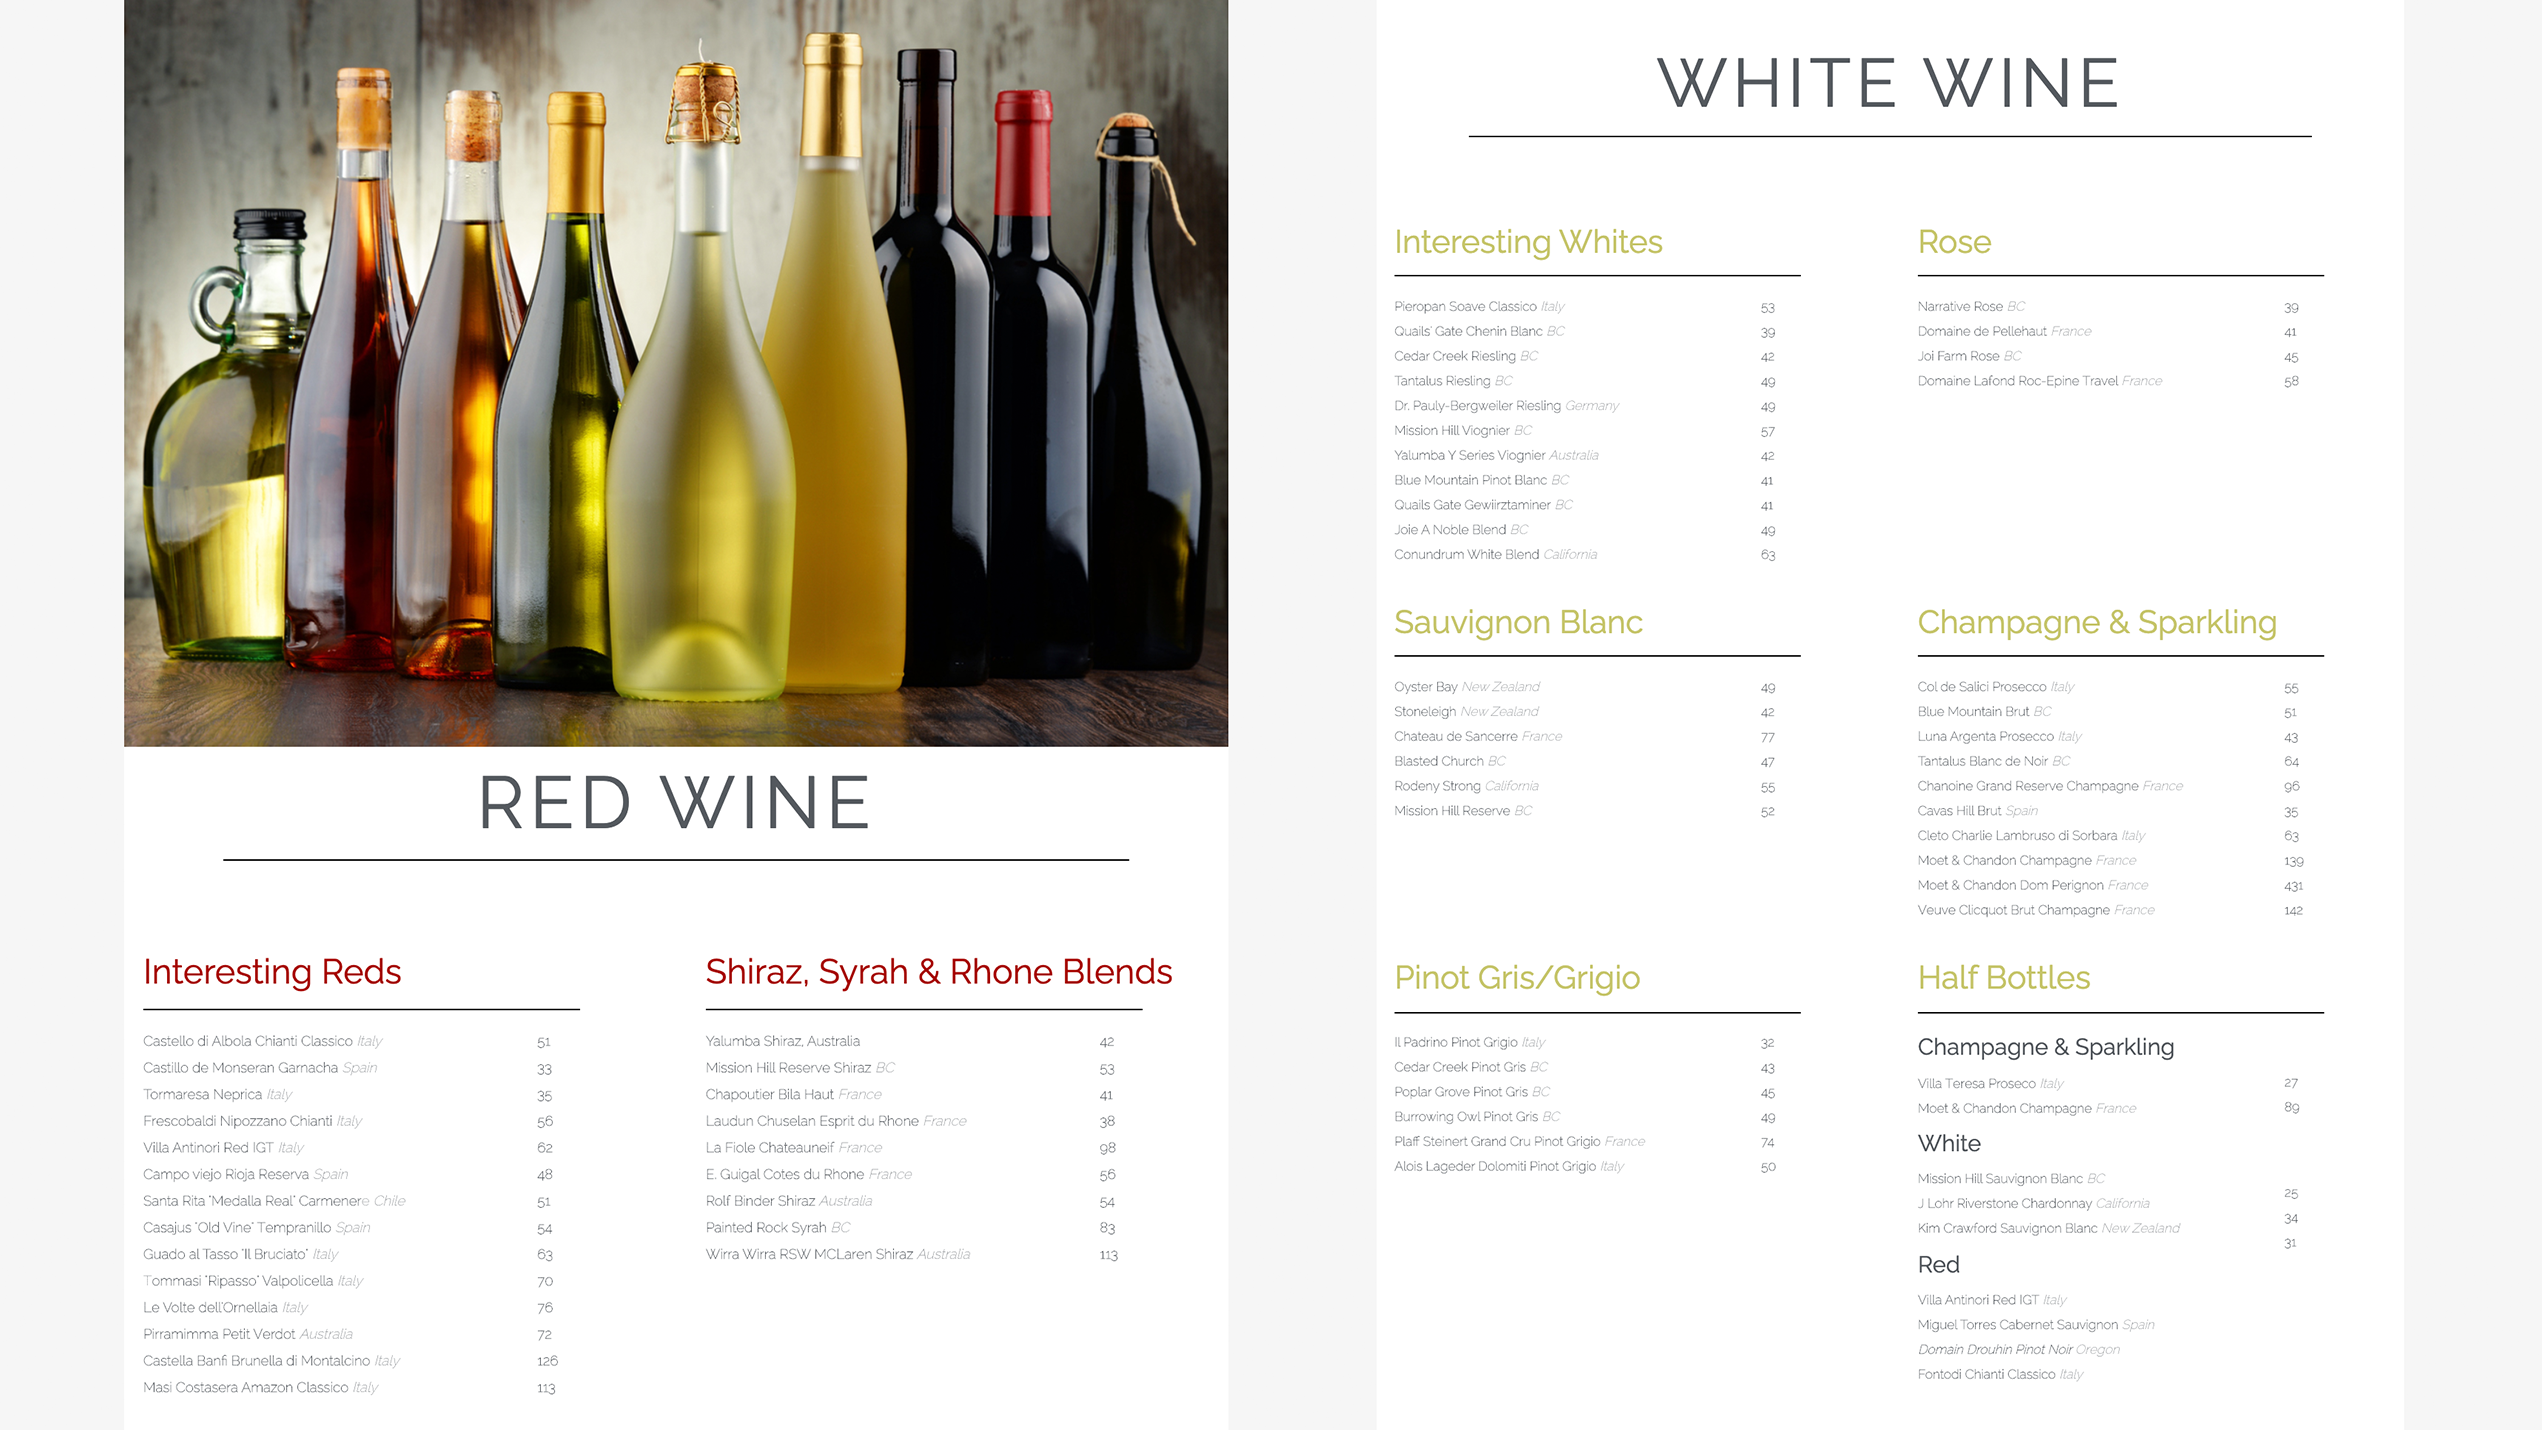 RED WINE
Interesting Reds
Castello di Albola Chianti Classico Italy 51
Castillo de Monseran Garnacha Spain 33
Tormaresa Neprica Italy 35
Frescobaldi Nipozzano Chianti Italy 56
Villa Antinori Red IGT Italy 62
Campo viejo Rioja Reserva Spain 48
Santa Rita "Medalla Real" Carmenere Chile 51
Casajus "Old Vine" Tempranillo Spain 54
Guado al Tasso "Il Bruciato" Italy 63
Tommasi "Ripasso" Valpolicella Italy 70
Le Volte dell'Ornellaia Italy 76
Pirramimma Petit Verdot Australia 72
Castella Banfi Brunella di Montalcino Italy 126
Masi Costasera Amazon Classico Italy 113
Shiraz, Syrah & Rhone Blends
Yalumba Shiraz, Australia 42
Mission Hill Reserve Shiraz BC 53
Chapoutier Bila Haut France 41
Laudun Chuselan Esprit du Rhone France 38
La Fiole Chateauneif France 98
E. Guigal Cotes du Rhone France 56
Rolf Binder Shiraz Australia 54
Painted Rock Syrah BC 83
Wirra Wirra RSW MCLaren Shiraz Australia 113
WHITE WINE
Interesting Whites
Pieropan Soave Classico Italy 53
Quails' Gate Chenin Blanc BC 39
Cedar Creek Riesling BC 42
Tantalus Riesling BC 49
Dr. Pauly-Bergweiler Riesling Germany 49
Mission Hill Viognier BC 57
Yalumba Y Series Viognier Australia 42
Blue Mountain Pinot Blanc BC 41
Quails Gate Gewiirztaminer BC 41
Joie A Noble Blend BC 49
Conundrum White Blend California 63
Sauvignon Blanc
Oyster Bay New Zealand 49
Stoneleigh New Zealand 42
Chateau de Sancerre France 77
Blasted Church BC 47
Rodeny Strong California 55
Mission Hill Reserve BC 52
Pinot Gris/Grigio
Il Padrino Pinot Grigio Italy 32
Cedar Creek Pinot Gris BC 43
Poplar Grove Pinot Gris BC 45
Burrowing Owl Pinot Gris BC 49
Plaff Steinert Grand Cru Pinot Grigio France 74
Alois Lageder Dolomiti Pinot Grigio Italy 50
Rose
Narrative Rose BC 39
Domaine de Pellehaut France 41
Joi Farm Rose BC 45
Domaine Lafond Roc-Epine Travel France 58
Champagne & Sparkling
Col de Salici Prosecco Italy 55
Blue Mountain Brut BC 51
Luna Argenta Prosecco Italy 43
Tantalus Blanc de Noir BC 64
Chanoine Grand Reserve Champagne France 96
Cavas Hill Brut Spain 35
Cleto Charlie Lambruso di Sorbara Italy 63
Moet & Chandon Champagne France 139
Moet & Chandon Dom Perignon France 431
Veuve Clicquot Brut Champagne France 142
Half Bottles
Champagne & Sparkling
Villa Teresa Proseco Italy 27
Moet & Chandon Champagne France 89
White
Mission Hill Sauvignon Blanc BC 25
J Lohr Riverstone Chardonnay California 34
Kim Crawford Sauvignon Blanc New Zealand 31
Red
Villa Antinori Red IGT Italy
Miguel Torres Cabernet Sauvignon Spain
Domain Drouhin Pinot Noir Oregon
Fontodi Chianti Classico Italy